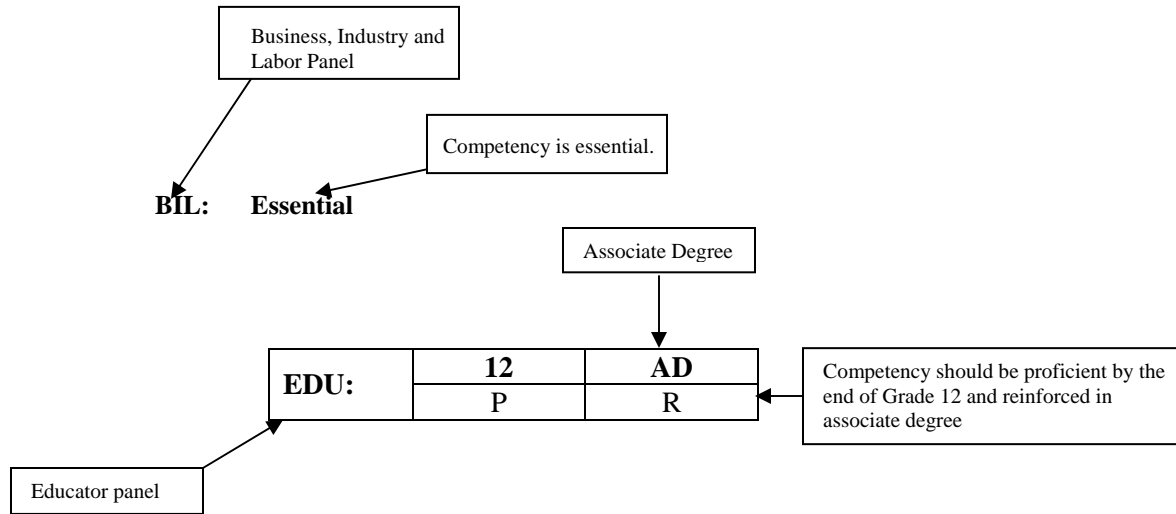 Business, Industry and
Labor Panel
Competency is essential.
BIL: Essential
Associate Degree
EDU: 12 AD
P R
Competency should be proficient by the
end of Grade 12 and reinforced in
associate degree
Educator panel